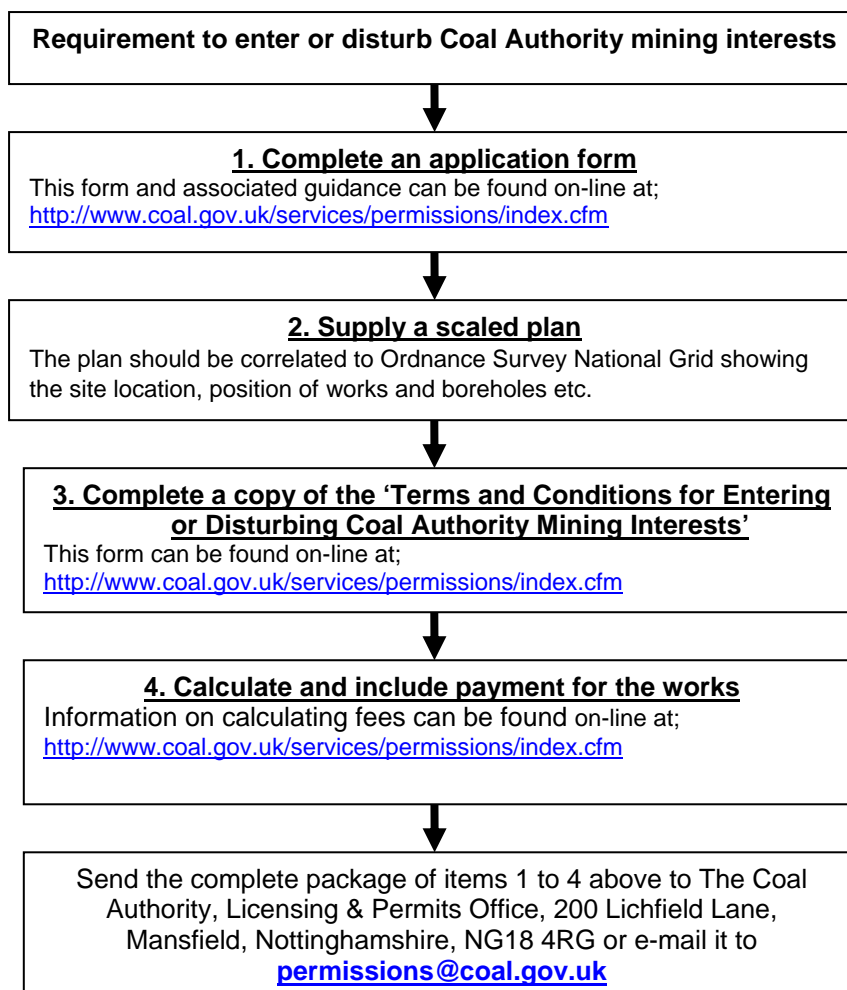 Requirement to enter or disturb Coal Authority mining interests
1. Complete an application form
This form and associated guidance can be found on-line at;
http://www.coal.gov.uk/services/permissions/index.cfm
2. Supply a scaled plan
The plan should be correlated to Ordnance Survey National Grid showing
the site location, position of works and boreholes etc.
3. Complete a copy of the ‘Terms and Conditions for Entering
or Disturbing Coal Authority Mining Interests’
This form can be found on-line at;
http://www.coal.gov.uk/services/permissions/index.cfm
4. Calculate and include payment for the works
Information on calculating fees can be found on-line at;
http://www.coal.gov.uk/services/permissions/index.cfm
Send the complete package of items 1 to 4 above to The Coal
Authority, Licensing & Permits Office, 200 Lichfield Lane,
Mansfield, Nottinghamshire, NG18 4RG or e-mail it to
permissions@coal.gov.uk